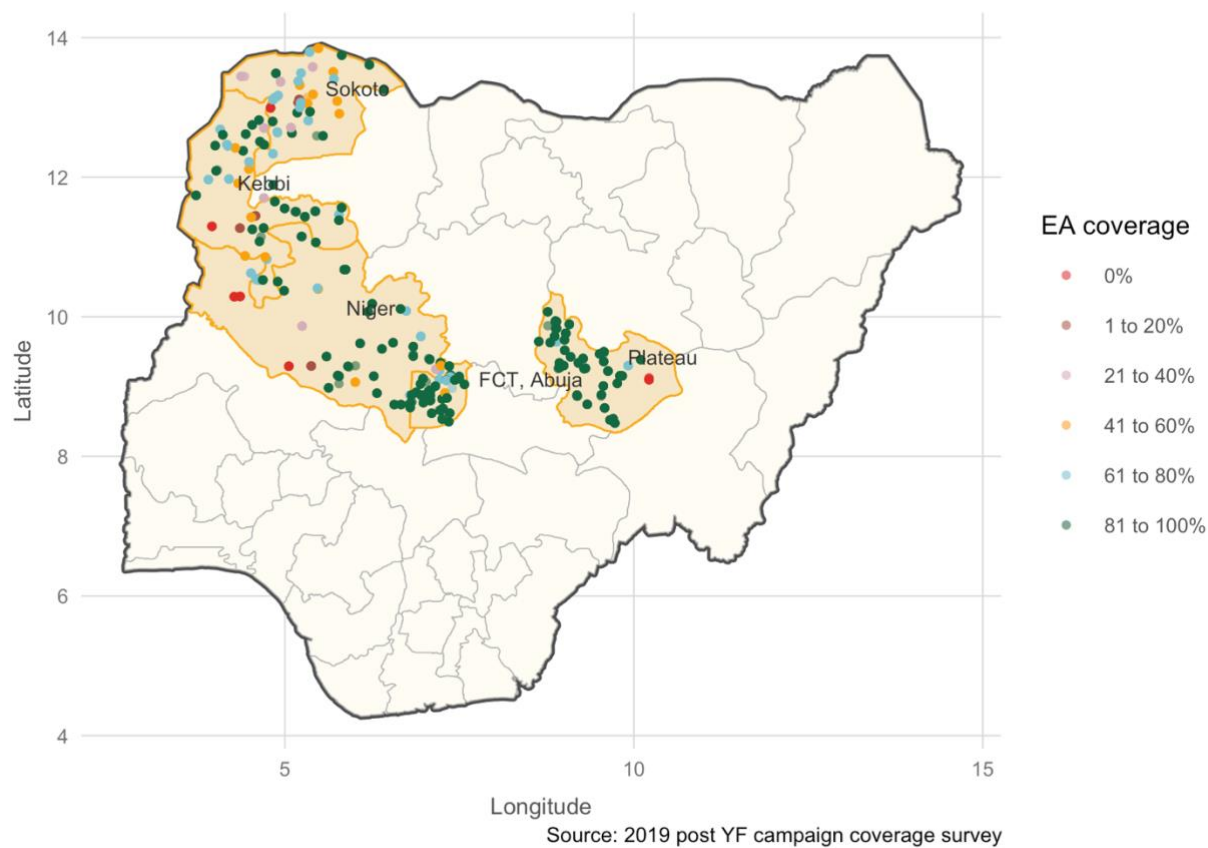 14
12
10
8
6
4
Latitude
Sokoto
Kebbi
Niger
FCT, Abuja
Plateau
5
10
15
Longitude
Source: 2019 post YF campaign coverage survey
EA coverage
0%
1 to 20%
21 to 40%
41 to 60%
61 to 80%
81 to 100%